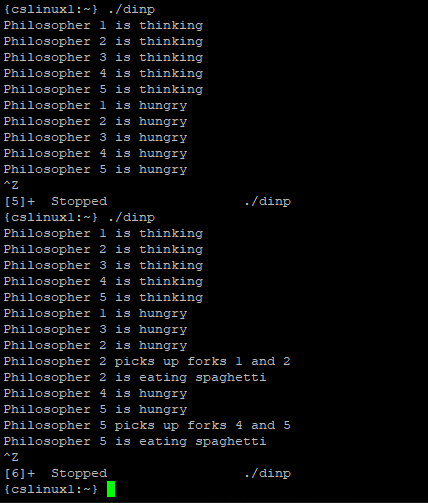 {cslinux1:~} ./dinp
Philosopher 1 is thinking
Philosopher 2 is thinking
Philosopher 3 is thinking
Philosopher 4 is thinking
Philosopher 5 is thinking
Philosopher 1 is hungry
Philosopher 2 is hungry
Philosopher 3 is hungry
Philosopher 4 is hungry
Philosopher 5 is hungry
^Z
[5]+  Stopped                 ./dinp
{cslinux1:~} ./dinp
Philosopher 1 is thinking
Philosopher 2 is thinking
Philosopher 3 is thinking
Philosopher 4 is thinking
Philosopher 5 is thinking
Philosopher 1 is hungry
Philosopher 3 is hungry
Philosopher 2 is hungry
Philosopher 2 picks up forks 1 and 2
Philosopher 2 is eating spaghetti
Philosopher 4 is hungry
Philosopher 5 is hungry
Philosopher 5 picks up forks 4 and 5
Philosopher 5 is eating spaghetti
^Z
[6]+  Stopped                 ./dinp
{cslinux1:~}